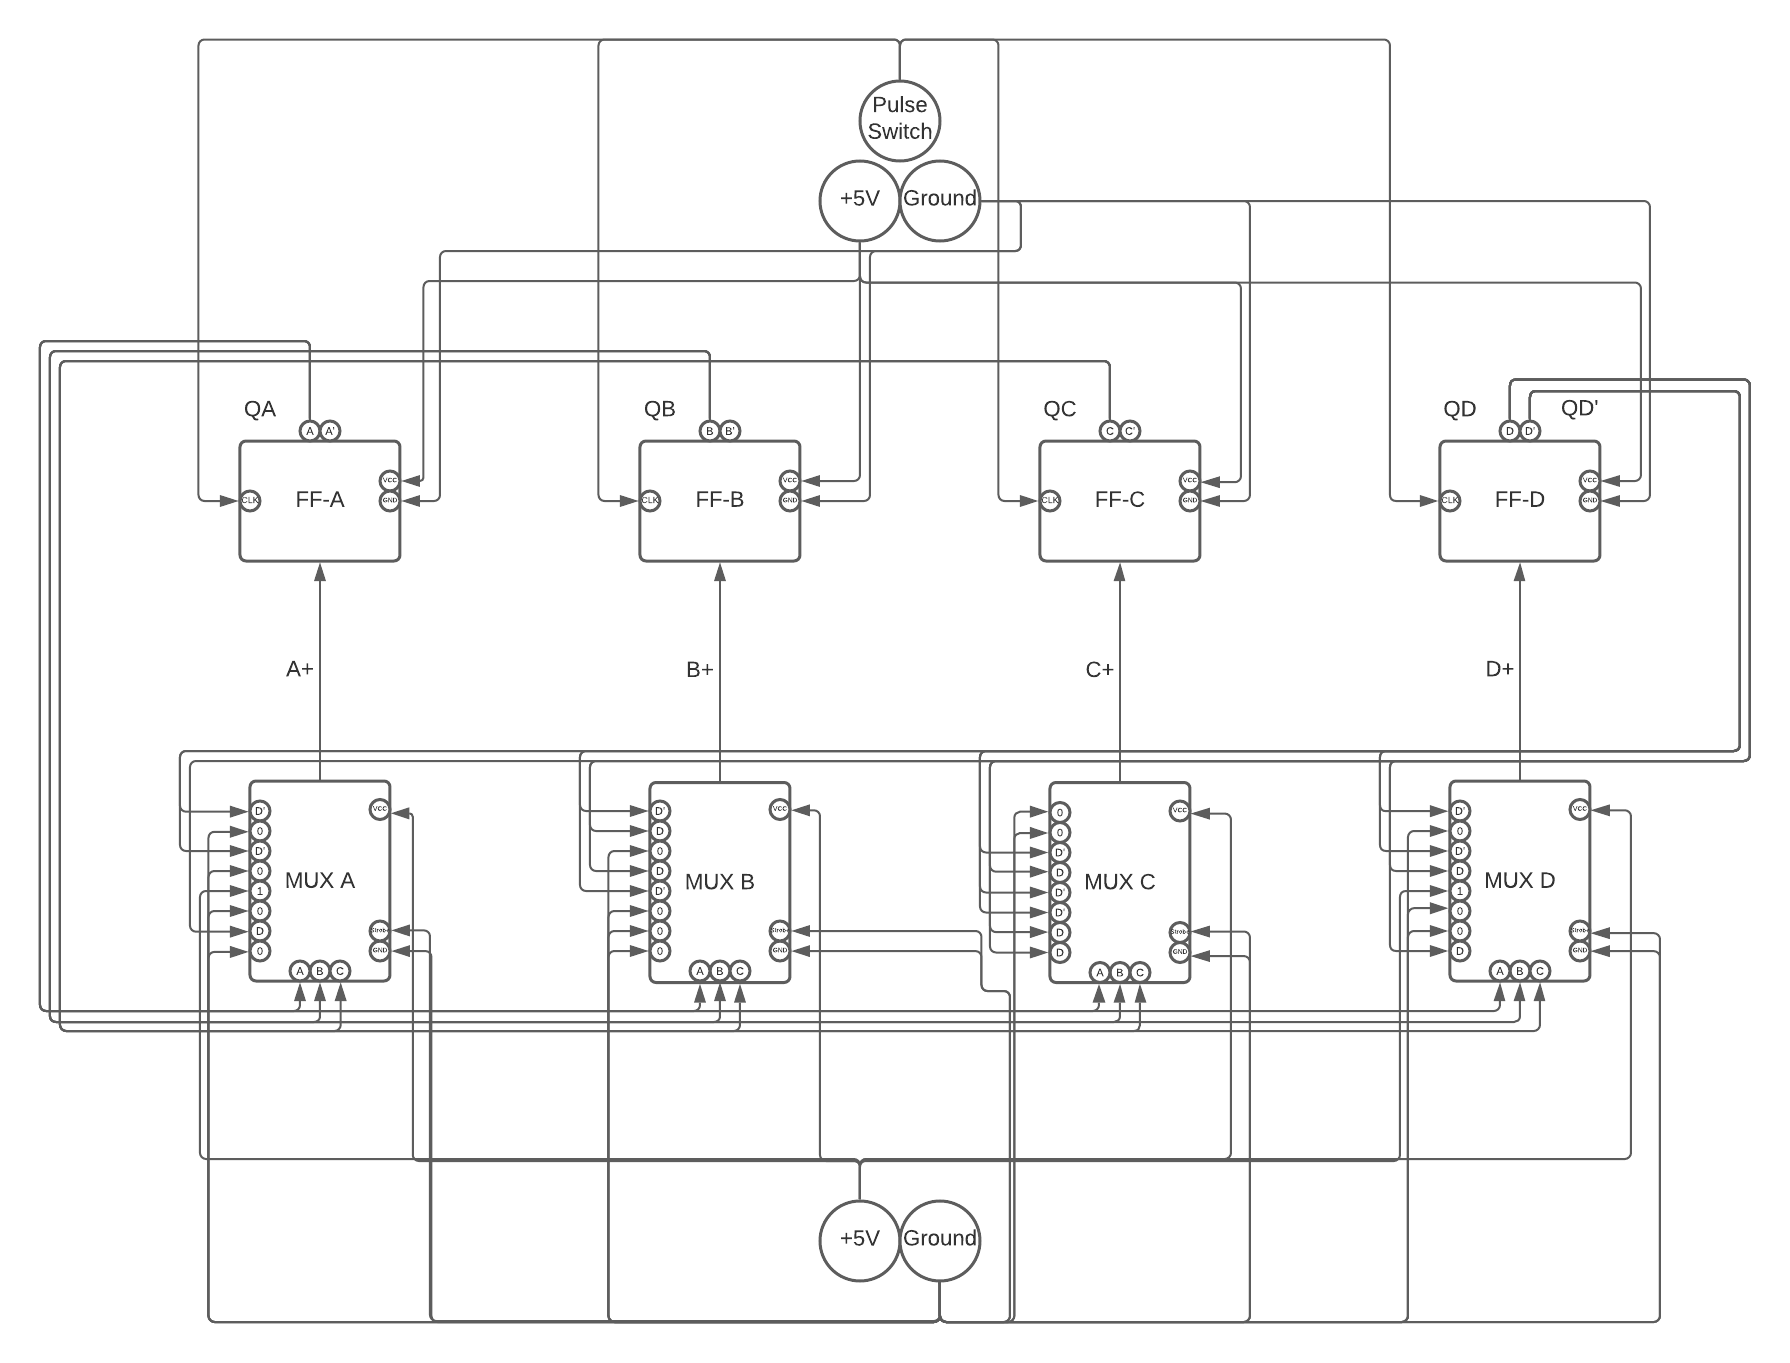 Pulse
Switch
+5V
Ground
QA
QB
QC
QD
QD'
A
A'
B
B'
C
C'
D
D'
VCC
VCC
VCC
VCC
CLK
FF-A
GND
CLK
FF-B
GND
CLK
FF-C
GND
CLK
FF-D
GND
A+
B+
C+
D+
D'
0
D'
0
1
0
D
0
MUX A
VCC
Strobe
GND
A
B
C
D'
D
0
D
D'
0
0
0
MUX B
VCC
Strobe
GND
A
B
C
0
0
D'
D
D'
D'
D
D
MUX C
VCC
Strobe
GND
A
B
C
D'
0
D'
D
1
0
0
D
MUX D
VCC
Strobe
GND
A
B
C
+5V
Ground